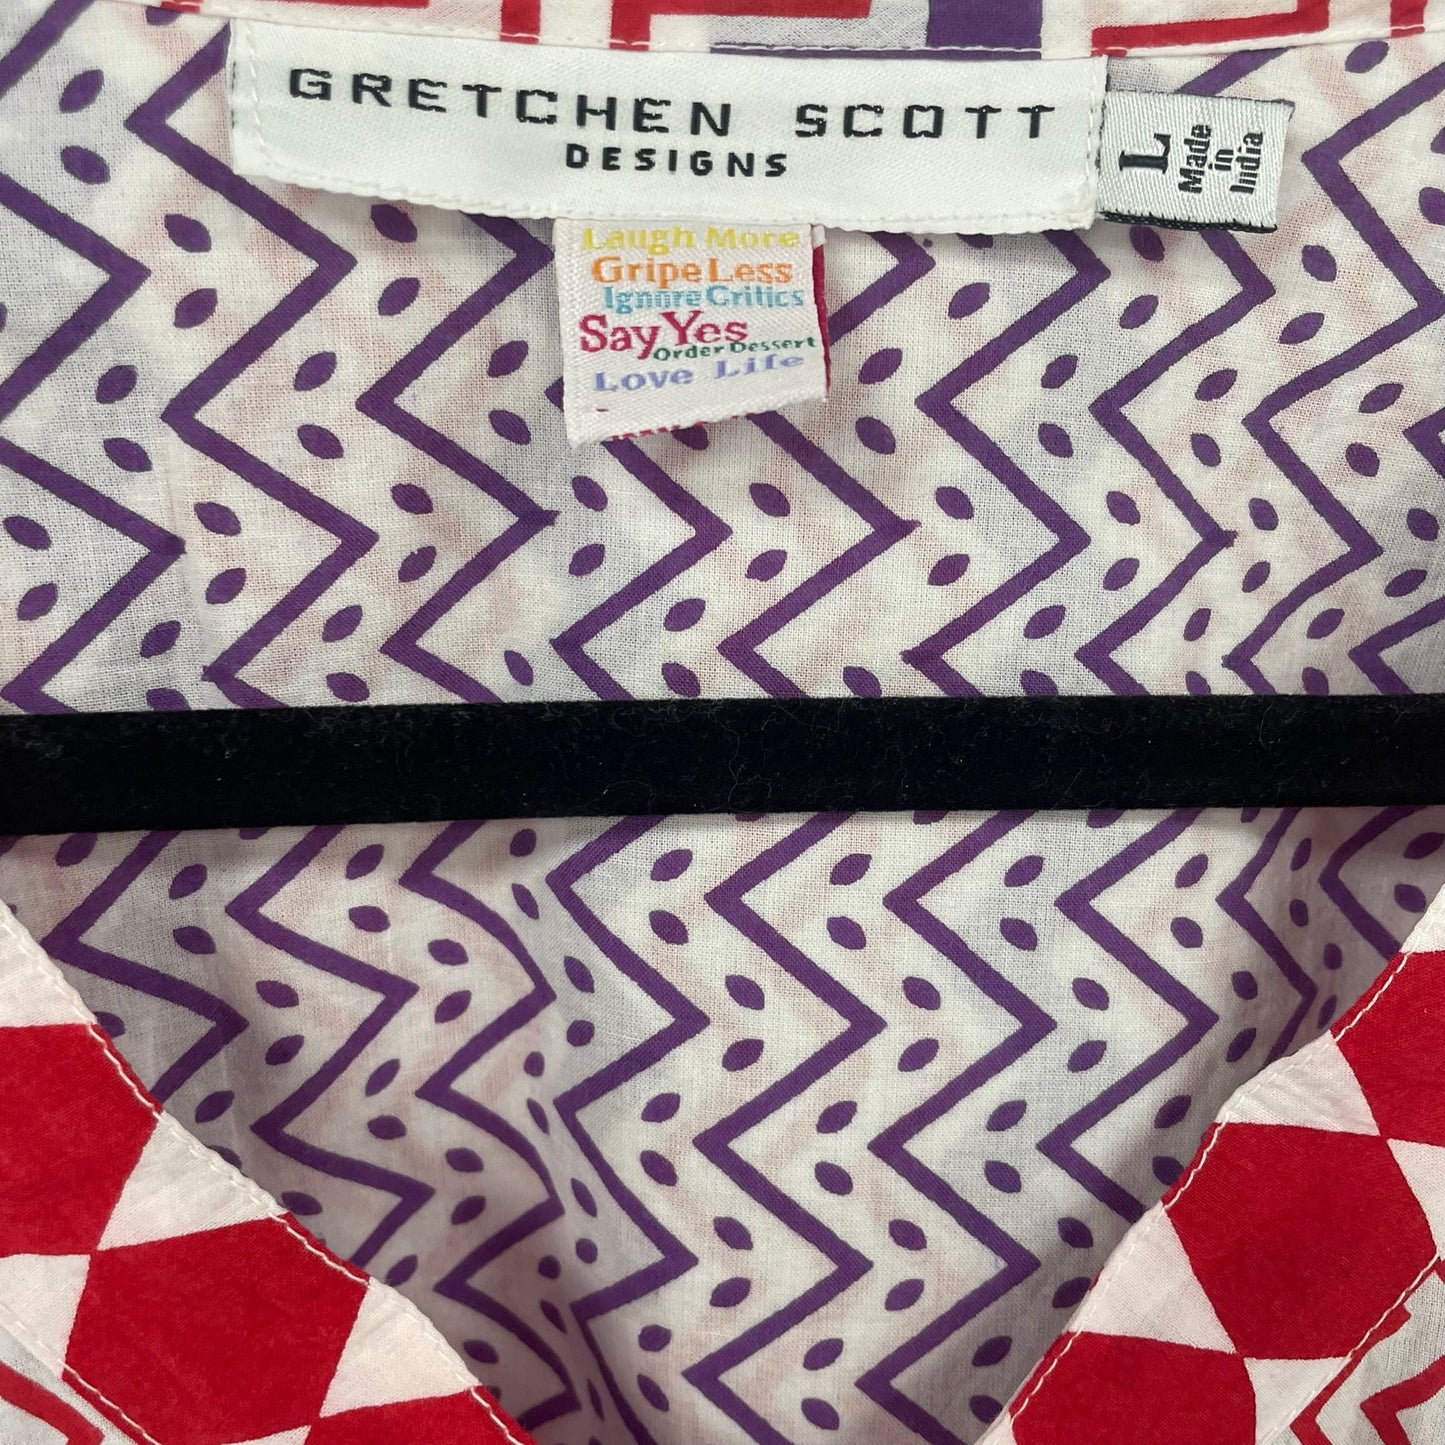 GRETCHEN SCOTT
DESIGNS
L
Made
in
India
Laugh More
Gripe Less
Ignore Critics
Say Yes
Order Dessert
Love Life